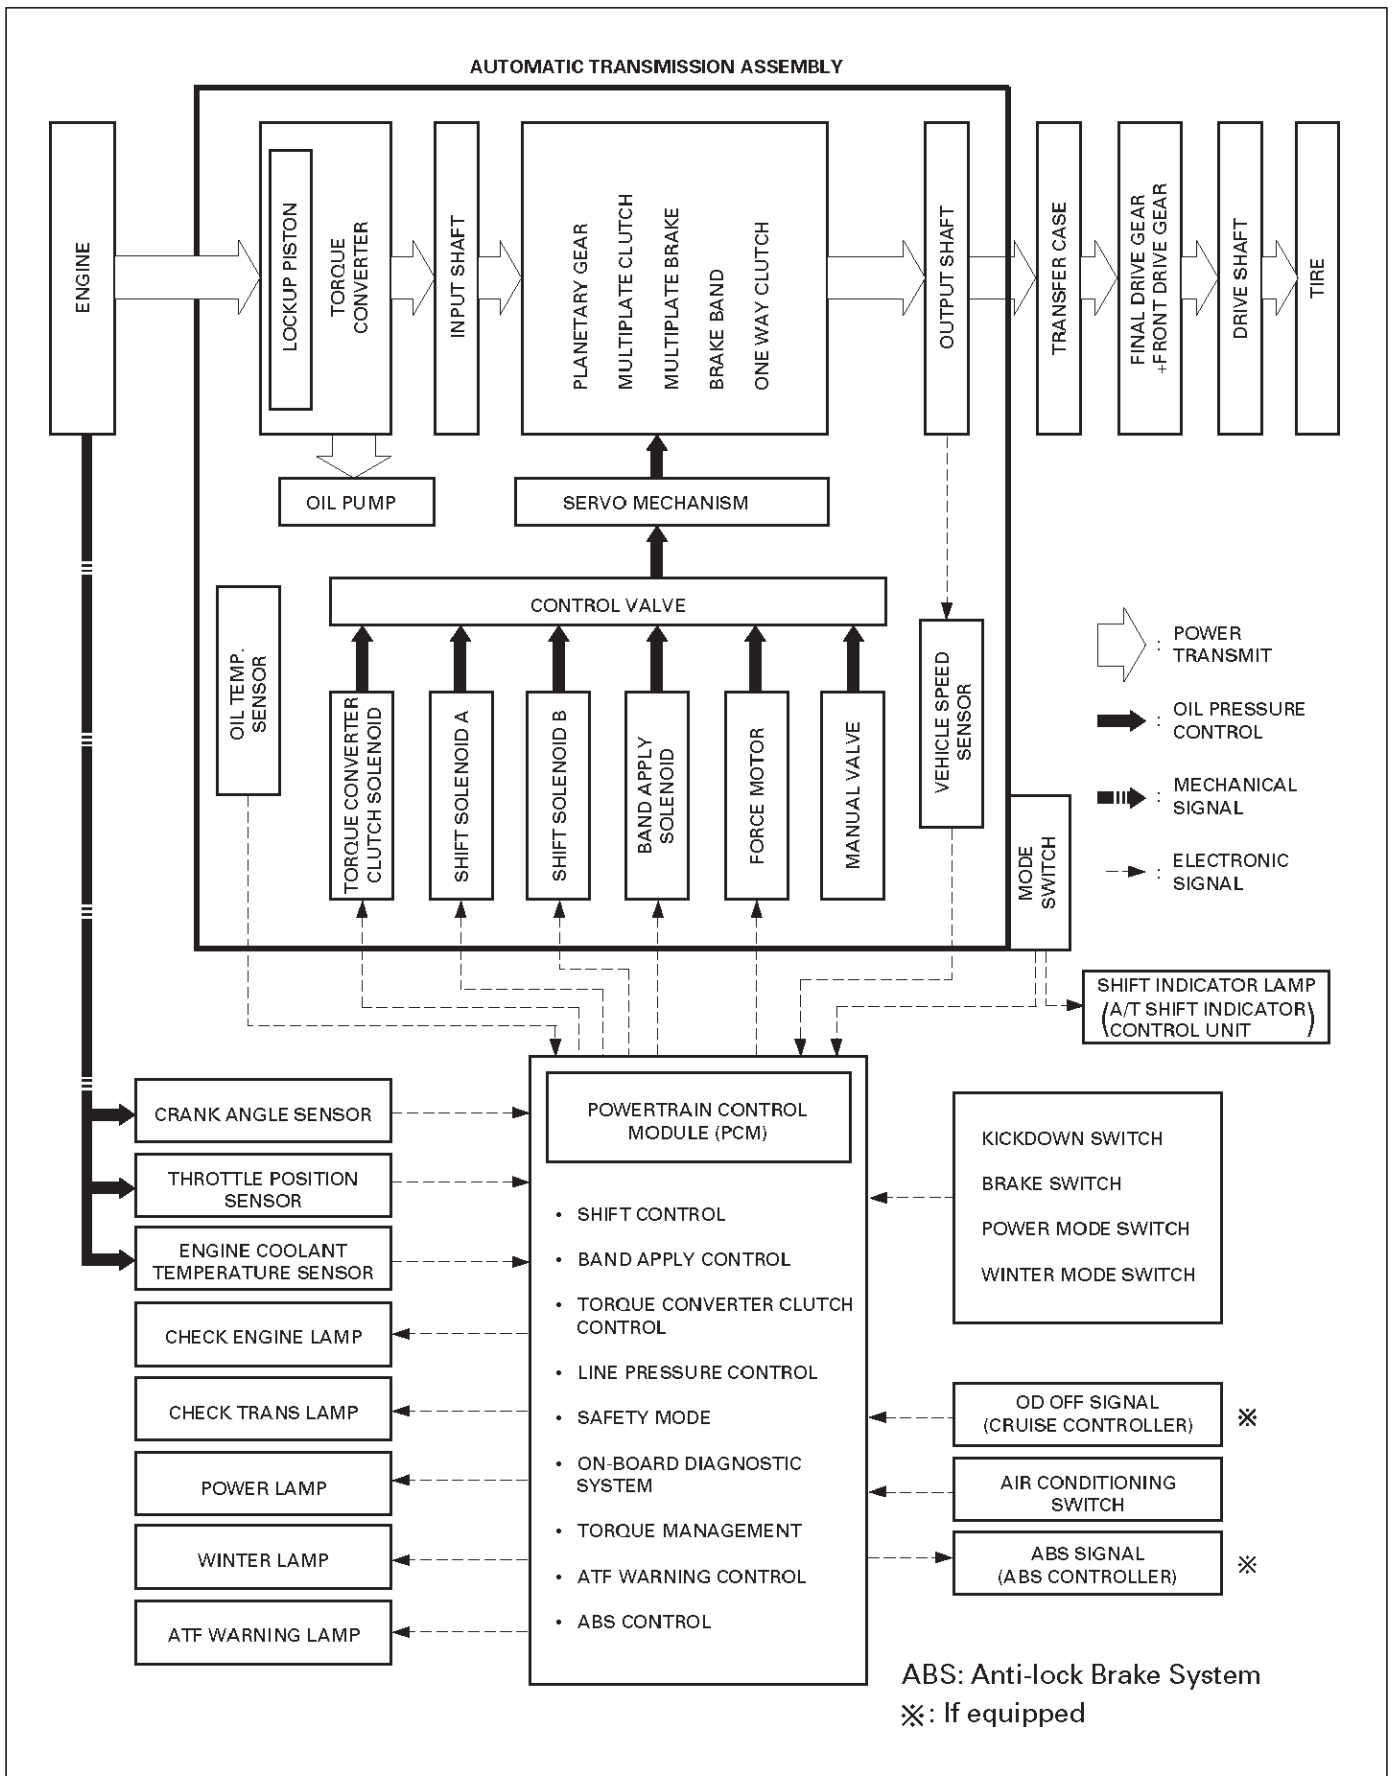 AUTOMATIC TRANSMISSION ASSEMBLY
ENGINE
LOCKUP PISTON
TORQUE
CONVERTER
INPUT SHAFT
PLANETARY GEAR
MULTIPLATE CLUTCH
MULTIPLATE BRAKE
BRAKE BAND
ONE WAY CLUTCH
OUTPUT SHAFT
TRANSFER CASE
FINAL DRIVE GEAR
+FRONT DRIVE GEAR
DRIVE SHAFT
TIRE
OIL PUMP
SERVO MECHANISM
CONTROL VALVE
OIL TEMP.
SENSOR
TORQUE CONVERTER
CLUTCH SOLENOID
SHIFT SOLENOID A
SHIFT SOLENOID B
BAND APPLY
SOLENOID
FORCE MOTOR
MANUAL VALVE
VEHICLE SPEED
SENSOR
MODE
SWITCH
: POWER
TRANSMIT
: OIL PRESSURE
CONTROL
: MECHANICAL
SIGNAL
: ELECTRONIC
SIGNAL
SHIFT INDICATOR LAMP
(A/T SHIFT INDICATOR
CONTROL UNIT)
CRANK ANGLE SENSOR
THROTTLE POSITION
SENSOR
ENGINE COOLANT
TEMPERATURE SENSOR
CHECK ENGINE LAMP
CHECK TRANS LAMP
POWER LAMP
WINTER LAMP
ATF WARNING LAMP
POWERTRAIN CONTROL
MODULE (PCM)
• SHIFT CONTROL
• BAND APPLY CONTROL
• TORQUE CONVERTER CLUTCH
CONTROL
• LINE PRESSURE CONTROL
• SAFETY MODE
• ON-BOARD DIAGNOSTIC
SYSTEM
• TORQUE MANAGEMENT
• ATF WARNING CONTROL
• ABS CONTROL
KICKDOWN SWITCH
BRAKE SWITCH
POWER MODE SWITCH
WINTER MODE SWITCH
OD OFF SIGNAL
(CRUISE CONTROLLER) ※
AIR CONDITIONING
SWITCH
ABS SIGNAL
(ABS CONTROLLER) ※
ABS: Anti-lock Brake System
※: If equipped